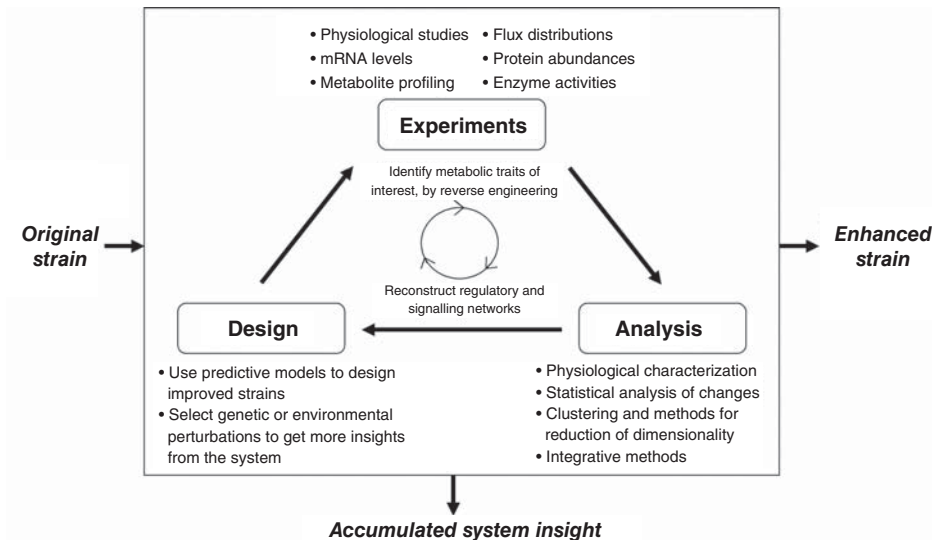 • Physiological studies • Flux distributions
• mRNA levels • Protein abundances
• Metabolite profiling • Enzyme activities
Experiments
Identify metabolic traits of
interest, by reverse engineering
Original
strain
Enhanced
strain
Reconstruct regulatory and
signalling networks
Design
Analysis
• Use predictive models to design
improved strains
• Select genetic or environmental
perturbations to get more insights
from the system
• Physiological characterization
• Statistical analysis of changes
• Clustering and methods for
reduction of dimensionality
• Integrative methods
Accumulated system insight